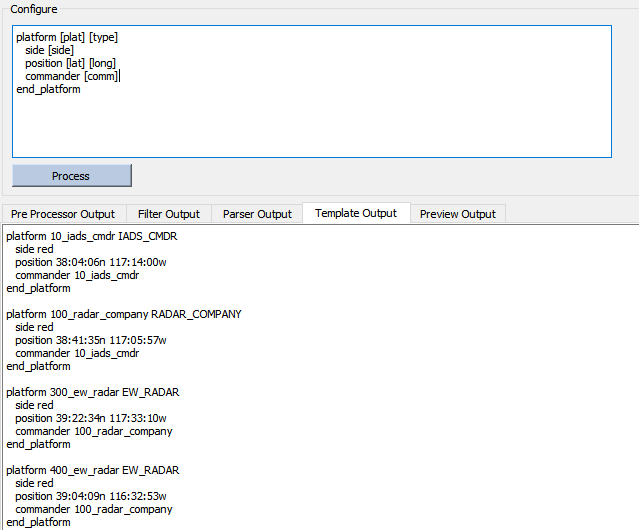 Configure
platform [plat] [type]
side [side]
position [lat] [long]
commander [comm]
end_platform
Process
Pre Processor Output
Filter Output
Parser Output
Template Output
Preview Output
platform 10_iads_cmdr IADS_CMDR
side red
position 38:04:06n 117:14:00w
commander 10_iads_cmdr
end_platform
platform 100_radar_company RADAR_COMPANY
side red
position 38:41:35n 117:05:57w
commander 10_iads_cmdr
end_platform
platform 300_ew_radar EW_RADAR
side red
position 39:22:34n 117:33:10w
commander 100_radar_company
end_platform
platform 400_ew_radar EW_RADAR
side red
position 39:04:09n 116:32:53w
commander 100_radar_company
end_platform